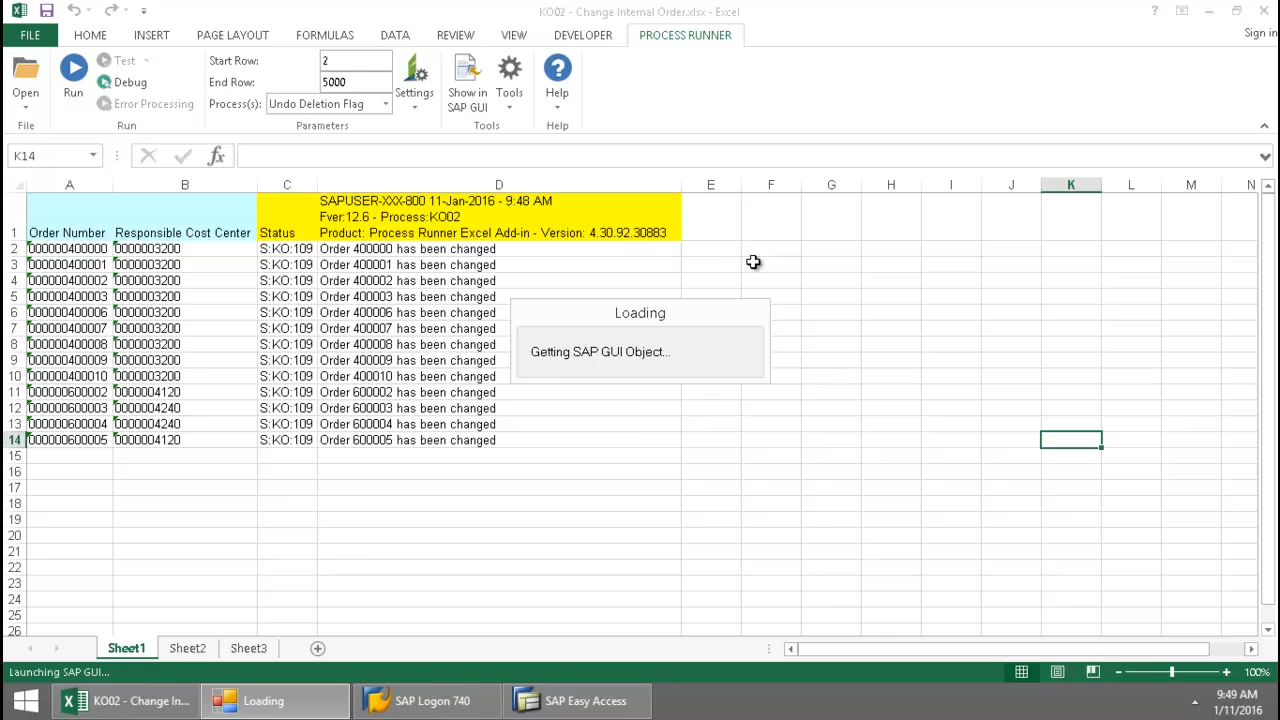 KO02 - Change Internal Order.xlsx - Excel
FILE HOME INSERT PAGE LAYOUT FORMULAS DATA REVIEW VIEW DEVELOPER PROCESS RUNNER Sign in
Open
File
Run
Test
Debug
Error Processing
Run
Start Row: 2
End Row: 5000
Process(s): Undo Deletion Flag
Parameters
Settings
Show in
SAP GUI
Tools
Tools
Help
Help
K14
fx
A B C D E F G H I J K L M N
SAPUSER-XXX-800 11-Jan-2016 - 9:48 AM
Fver:12.6 - Process:KO02
1 Order Number Responsible Cost Center Status Product: Process Runner Excel Add-in - Version: 4.30.92.30883
2 000000400000 0000003200 S:KO:109 Order 400000 has been changed
3 000000400001 0000003200 S:KO:109 Order 400001 has been changed
4 000000400002 0000003200 S:KO:109 Order 400002 has been changed
5 000000400003 0000003200 S:KO:109 Order 400003 has been changed
6 000000400006 0000003200 S:KO:109 Order 400006 has been changed
7 000000400007 0000003200 S:KO:109 Order 400007 has been changed
8 000000400008 0000003200 S:KO:109 Order 400008 has been changed
9 000000400009 0000003200 S:KO:109 Order 400009 has been changed
10 000000400010 0000003200 S:KO:109 Order 400010 has been changed
11 000000600002 0000004120 S:KO:109 Order 600002 has been changed
12 000000600003 0000004240 S:KO:109 Order 600003 has been changed
13 000000600004 0000004240 S:KO:109 Order 600004 has been changed
14 000000600005 0000004120 S:KO:109 Order 600005 has been changed
15
16
17
18
19
20
21
22
23
24
25
26
Loading
Getting SAP GUI Object...
Sheet1 Sheet2 Sheet3
Launching SAP GUI... 100%
KO02 - Change In... Loading SAP Logon 740 SAP Easy Access
9:49 AM
1/11/2016